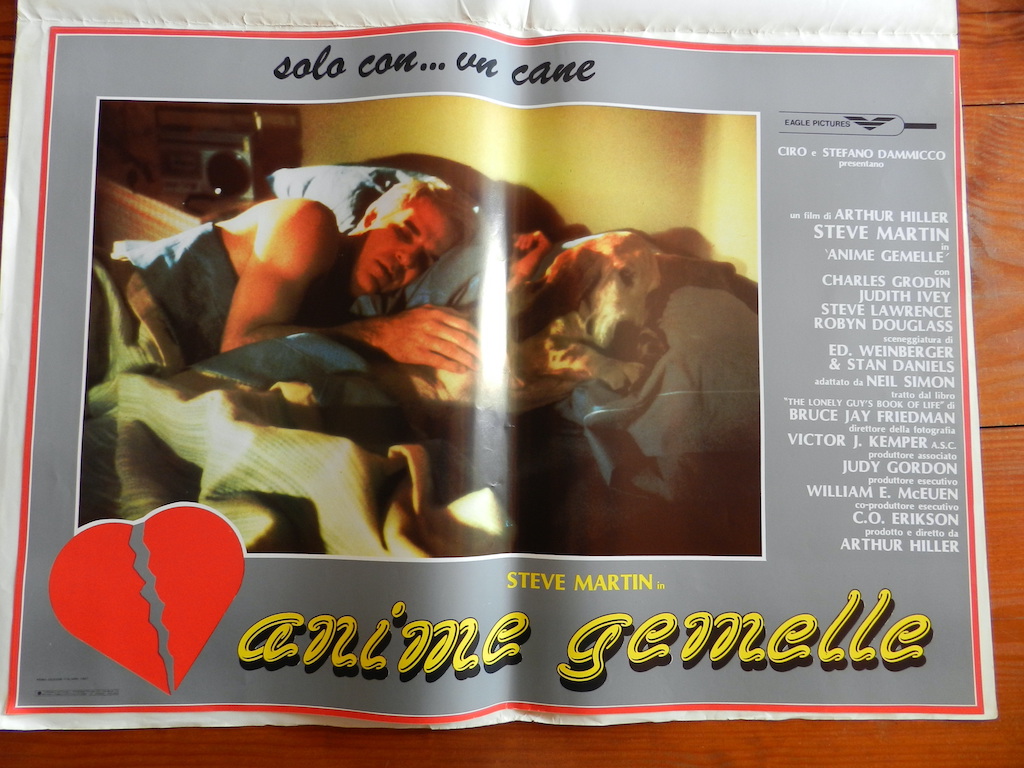 solo con... un cane
EAGLE PICTURES
CIRO e STEFANO DAMMICCO
presentano
un film di ARTHUR HILLER
STEVE MARTIN
in
'ANIME GEMELLE'
con
CHARLES GRODIN
JUDITH IVEY
STEVE LAWRENCE
ROBYN DOUGLASS
sceneggiatura di
ED. WEINBERGER
& STAN DANIELS
adattato da NEIL SIMON
tratto dal libro
"THE LONELY GUY'S BOOK OF LIFE" di
BRUCE JAY FRIEDMAN
direttore della fotografia
VICTOR J. KEMPER A.S.C.
produttore associato
JUDY GORDON
produttore esecutivo
WILLIAM E. McEUEN
co-produttore esecutivo
C.O. ERIKSON
prodotto e diretto da
ARTHUR HILLER
STEVE MARTIN in
anime gemelle